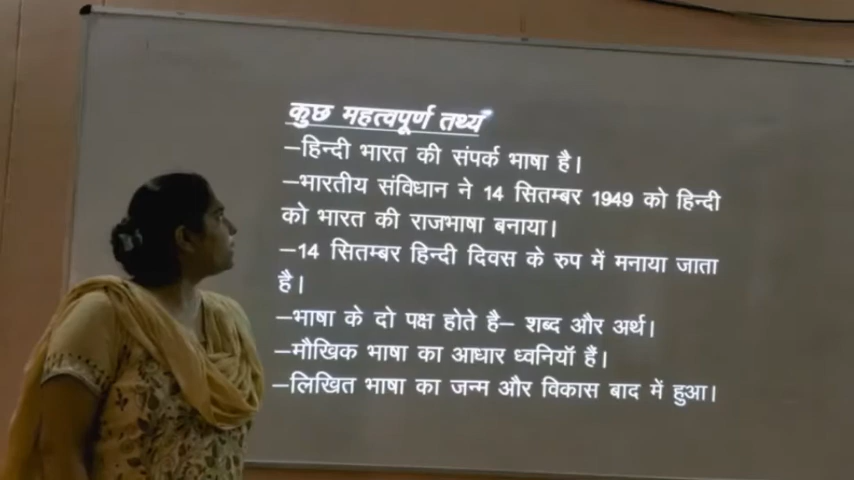 कुछ महत्वपूर्ण तथ्य
–हिन्दी भारत की संपर्क भाषा है।
–भारतीय संविधान ने 14 सितम्बर 1949 को हिन्दी
को भारत की राजभाषा बनाया।
–14 सितम्बर हिन्दी दिवस के रुप में मनाया जाता
है।
–भाषा के दो पक्ष होते है– शब्द और अर्थ।
–मौखिक भाषा का आधार ध्वनियॉ हैं।
–लिखित भाषा का जन्म और विकास बाद में हुआ।